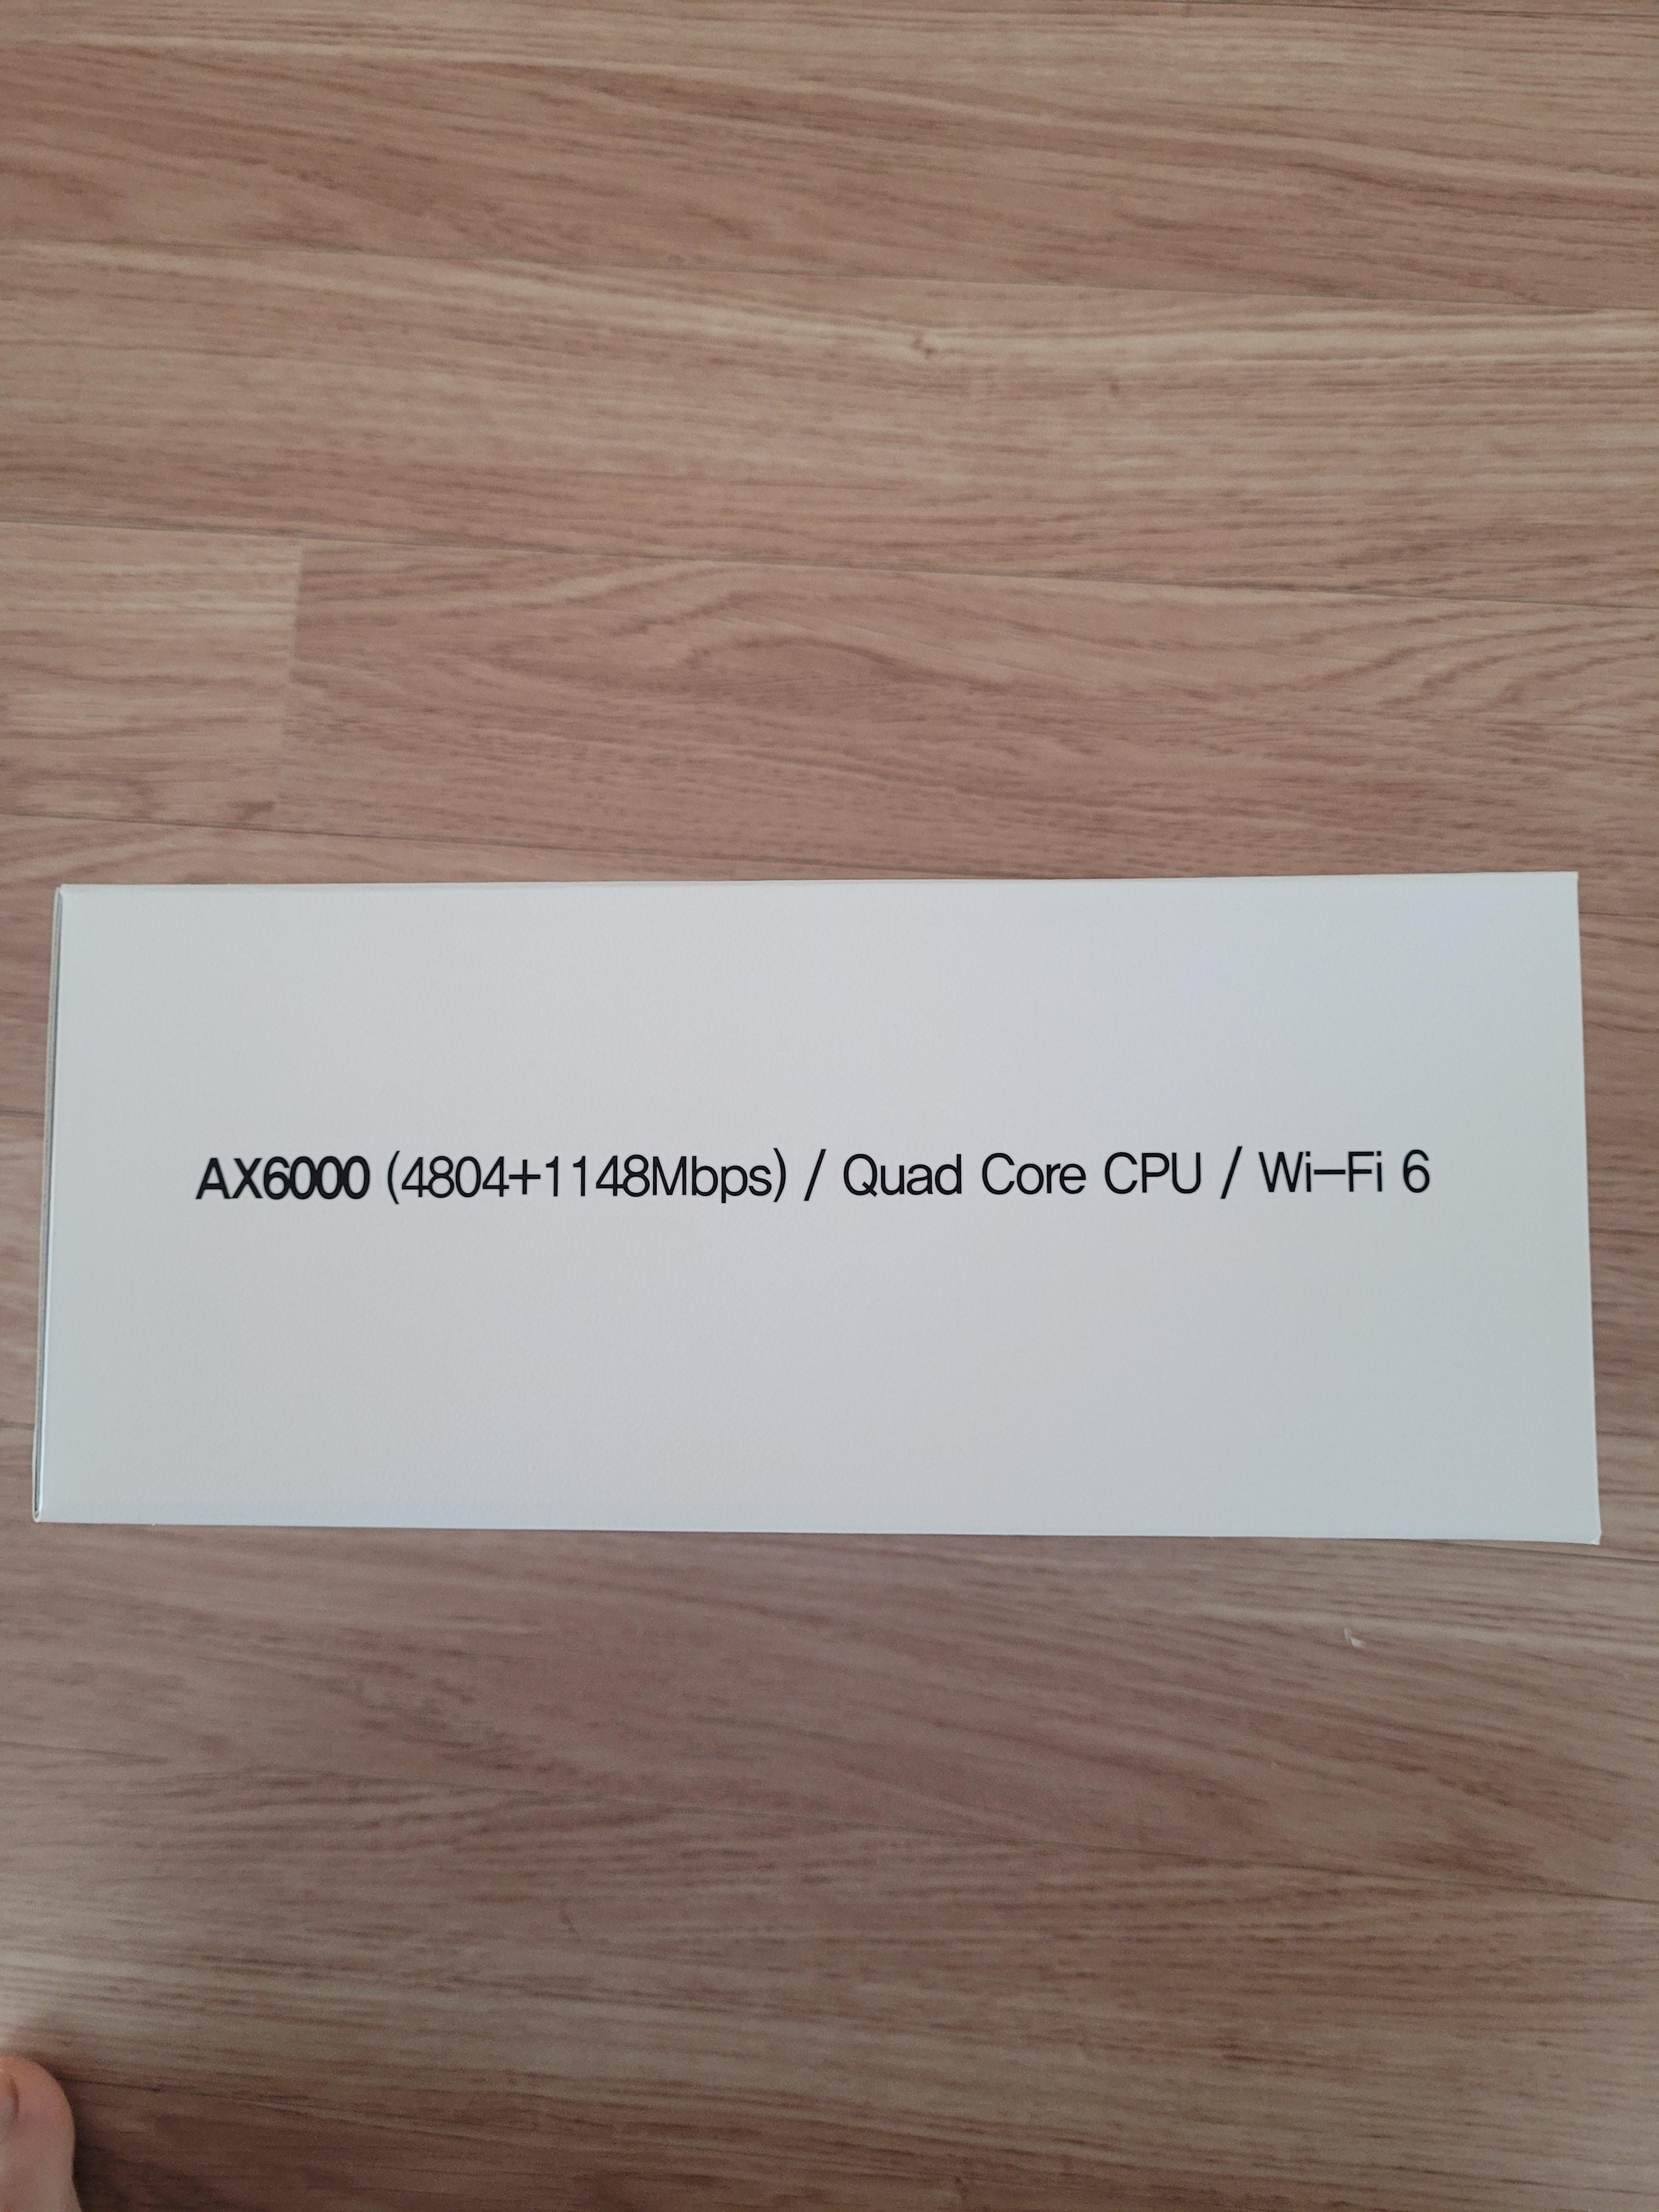 AX6000 (4804+1148Mbps) / Quad Core CPU / Wi-Fi 6